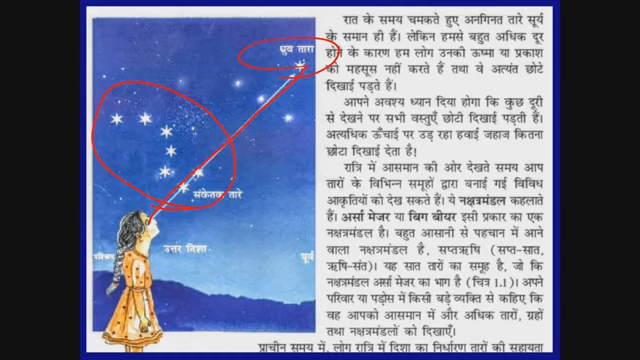 ध्रुव तारा
संकेतक तारे
उत्तर दिशा
पूर्व
रात के समय चमकते हुए अनगिनत तारे सूर्य
के समान ही हैं। लेकिन हमसे बहुत अधिक दूर
होने के कारण हम लोग उनकी ऊष्मा या प्रकाश
को महसूस नहीं करते हैं तथा वे अत्यंत छोटे
दिखाई पड़ते हैं।
आपने अवश्य ध्यान दिया होगा कि कुछ दूरी
से देखने पर सभी वस्तुएँ छोटी दिखाई पड़ती हैं।
अत्यधिक ऊँचाई पर उड़ रहा हवाई जहाज कितना
छोटा दिखाई देता है!
रात्रि में आसमान की ओर देखते समय आप
तारों के विभिन्न समूहों द्वारा बनाई गई विविध
आकृतियों को देख सकते हैं। ये नक्षत्रमंडल कहलाते
हैं। अर्सा मेजर या बिग बीयर इसी प्रकार का एक
नक्षत्रमंडल है। बहुत आसानी से पहचान में आने
वाला नक्षत्रमंडल है, सप्तऋषि (सप्त-सात,
ऋषि-संत)। यह सात तारों का समूह है, जो कि
नक्षत्रमंडल अर्सा मेजर का भाग है (चित्र 1.1)। अपने
परिवार या पड़ोस में किसी बड़े व्यक्ति से कहिए कि
वह आपको आसमान में और अधिक तारों, ग्रहों
तथा नक्षत्रमंडलों को दिखाएँ।
प्राचीन समय में, लोग रात्रि में दिशा का निर्धारण तारों की सहायता